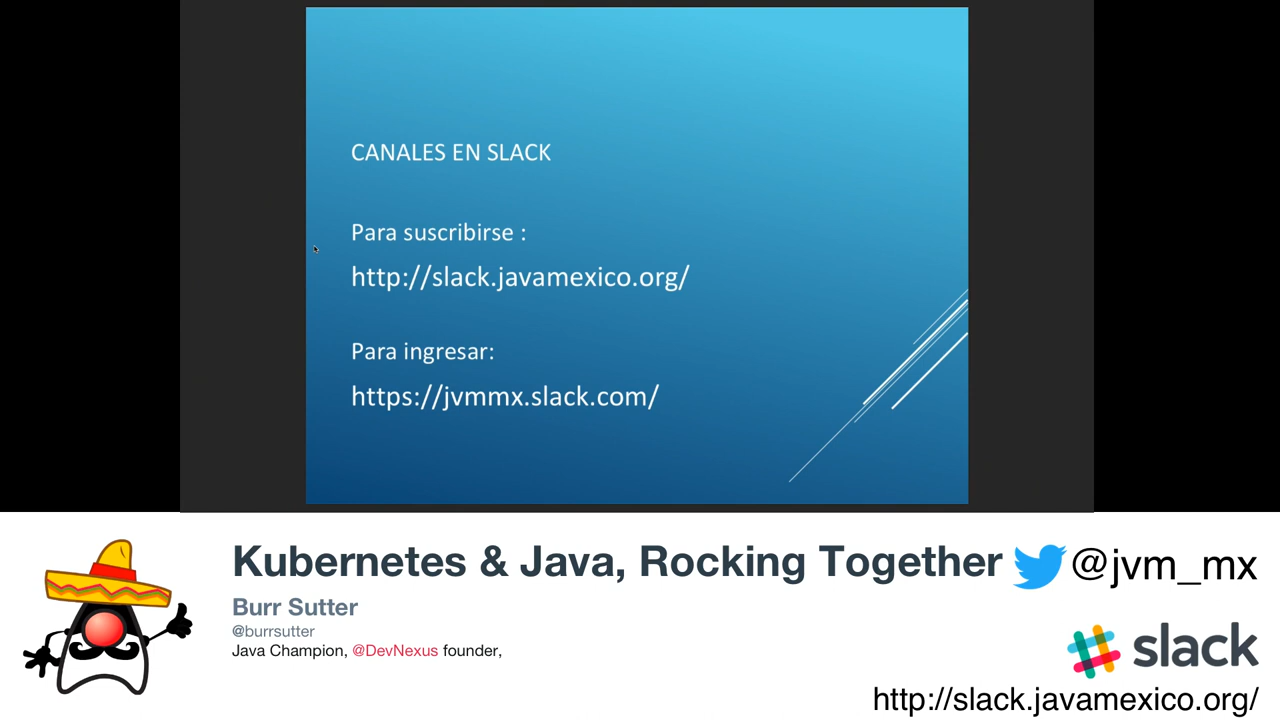 CANALES EN SLACK
Para suscribirse :
http://slack.javamexico.org/
Para ingresar:
https://jvmmx.slack.com/
Kubernetes & Java, Rocking Together
@jvm_mx
Burr Sutter
@burrsutter
Java Champion, @DevNexus founder,
slack
http://slack.javamexico.org/